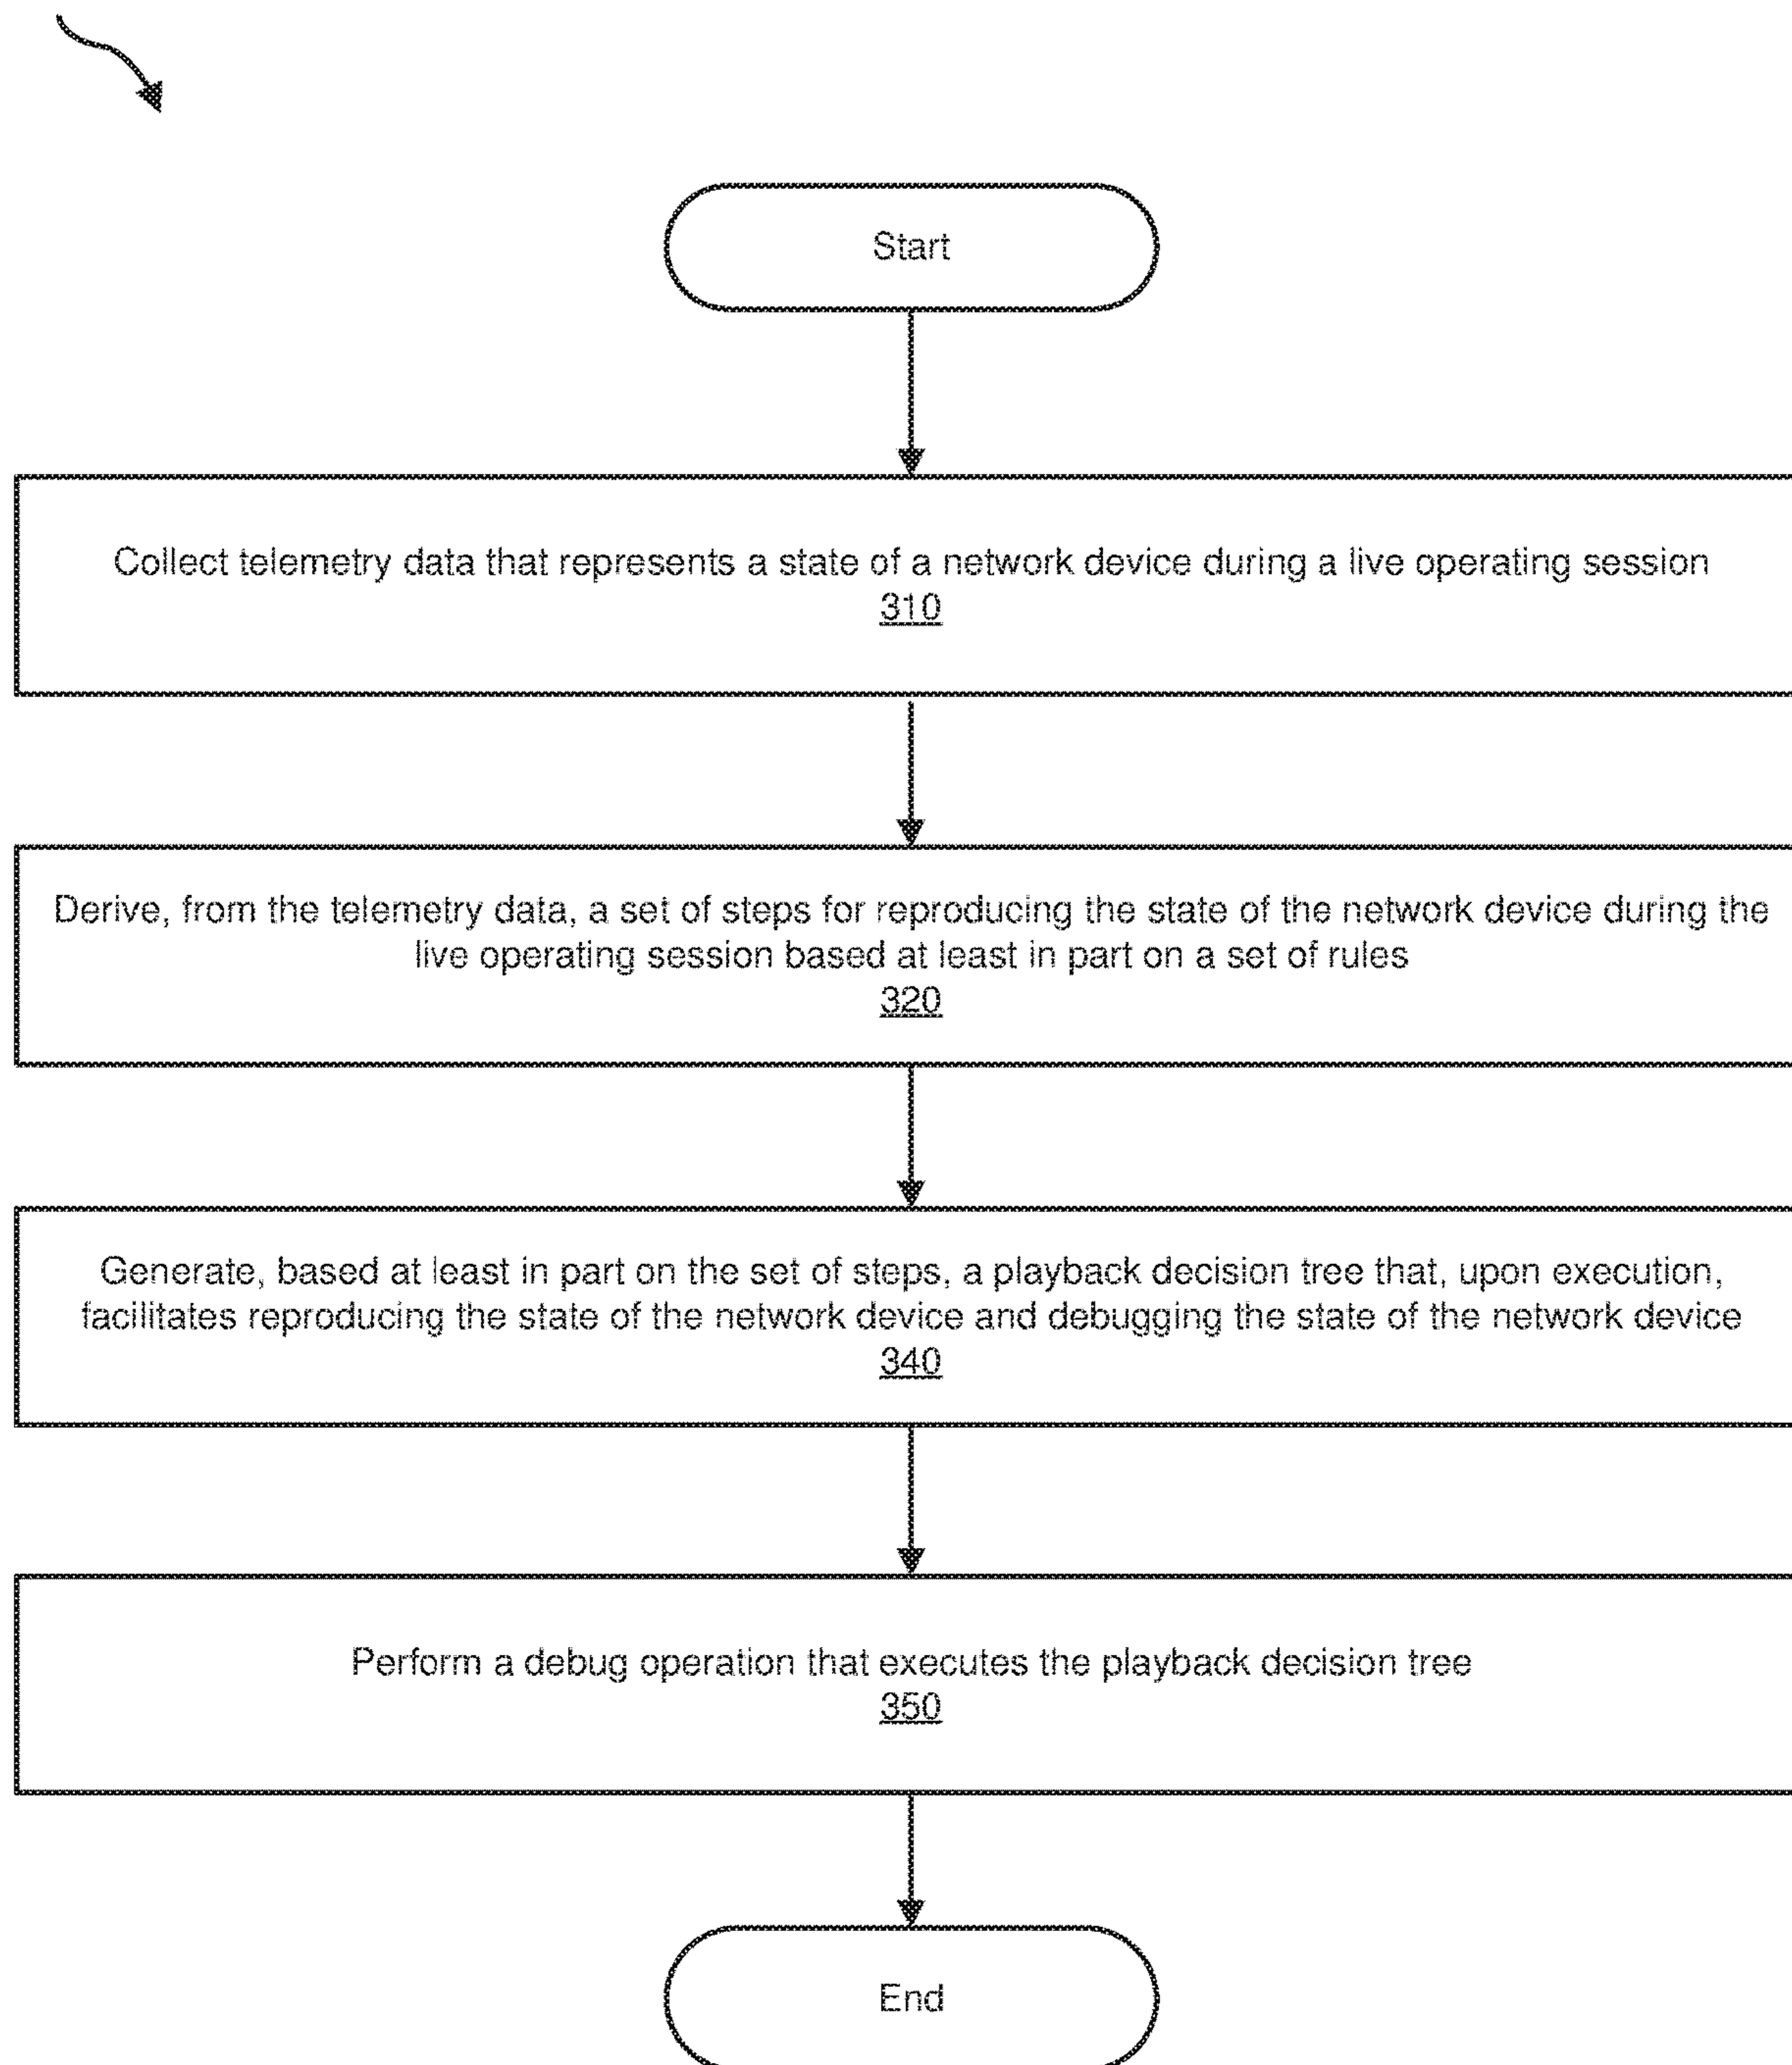 Start
Collect telemetry data that represents a state of a network device during a live operating session
310
Derive, from the telemetry data, a set of steps for reproducing the state of the network device during the
live operating session based at least in part on a set of rules
320
Generate, based at least in part on the set of steps, a playback decision tree that, upon execution,
facilitates reproducing the state of the network device and debugging the state of the network device
340
Perform a debug operation that executes the playback decision tree
350
End